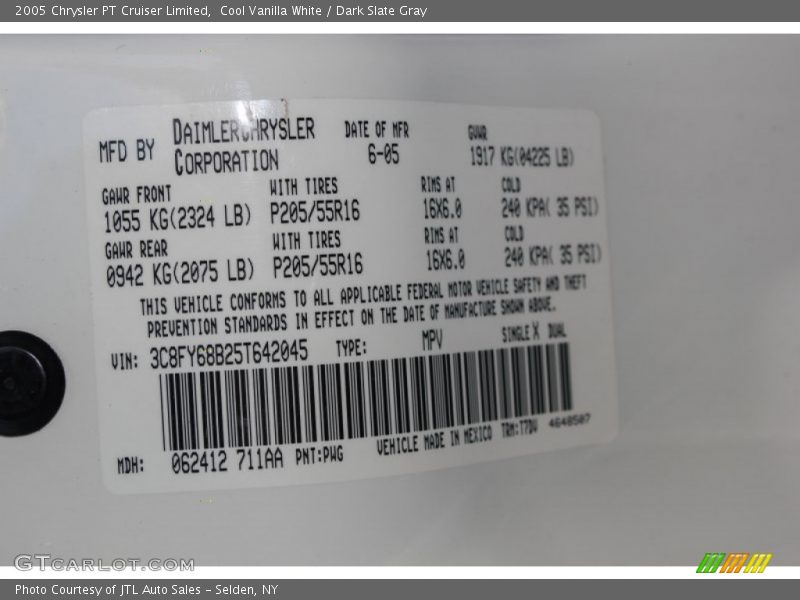 2005 Chrysler PT Cruiser Limited, Cool Vanilla White / Dark Slate Gray
MFD BY DAIMLERCHRYSLER CORPORATION DATE OF MFR 6-05 GVWR 1917 KG(04225 LB)
GAWR FRONT WITH TIRES RIMS AT COLD
1055 KG(2324 LB) P205/55R16 16X6.0 240 KPA( 35 PSI)
GAWR REAR WITH TIRES RIMS AT COLD
0942 KG(2075 LB) P205/55R16 16X6.0 240 KPA( 35 PSI)
THIS VEHICLE CONFORMS TO ALL APPLICABLE FEDERAL MOTOR VEHICLE SAFETY AND THEFT
PREVENTION STANDARDS IN EFFECT ON THE DATE OF MANUFACTURE SHOWN ABOVE.
VIN: 3C8FY68B25T642045 TYPE: MPV SINGLE X DUAL
MDH: 062412 711AA PNT:PWG VEHICLE MADE IN MEXICO TRM:T7DV 4648507
GTCARLOT.COM
Photo Courtesy of JTL Auto Sales - Selden, NY